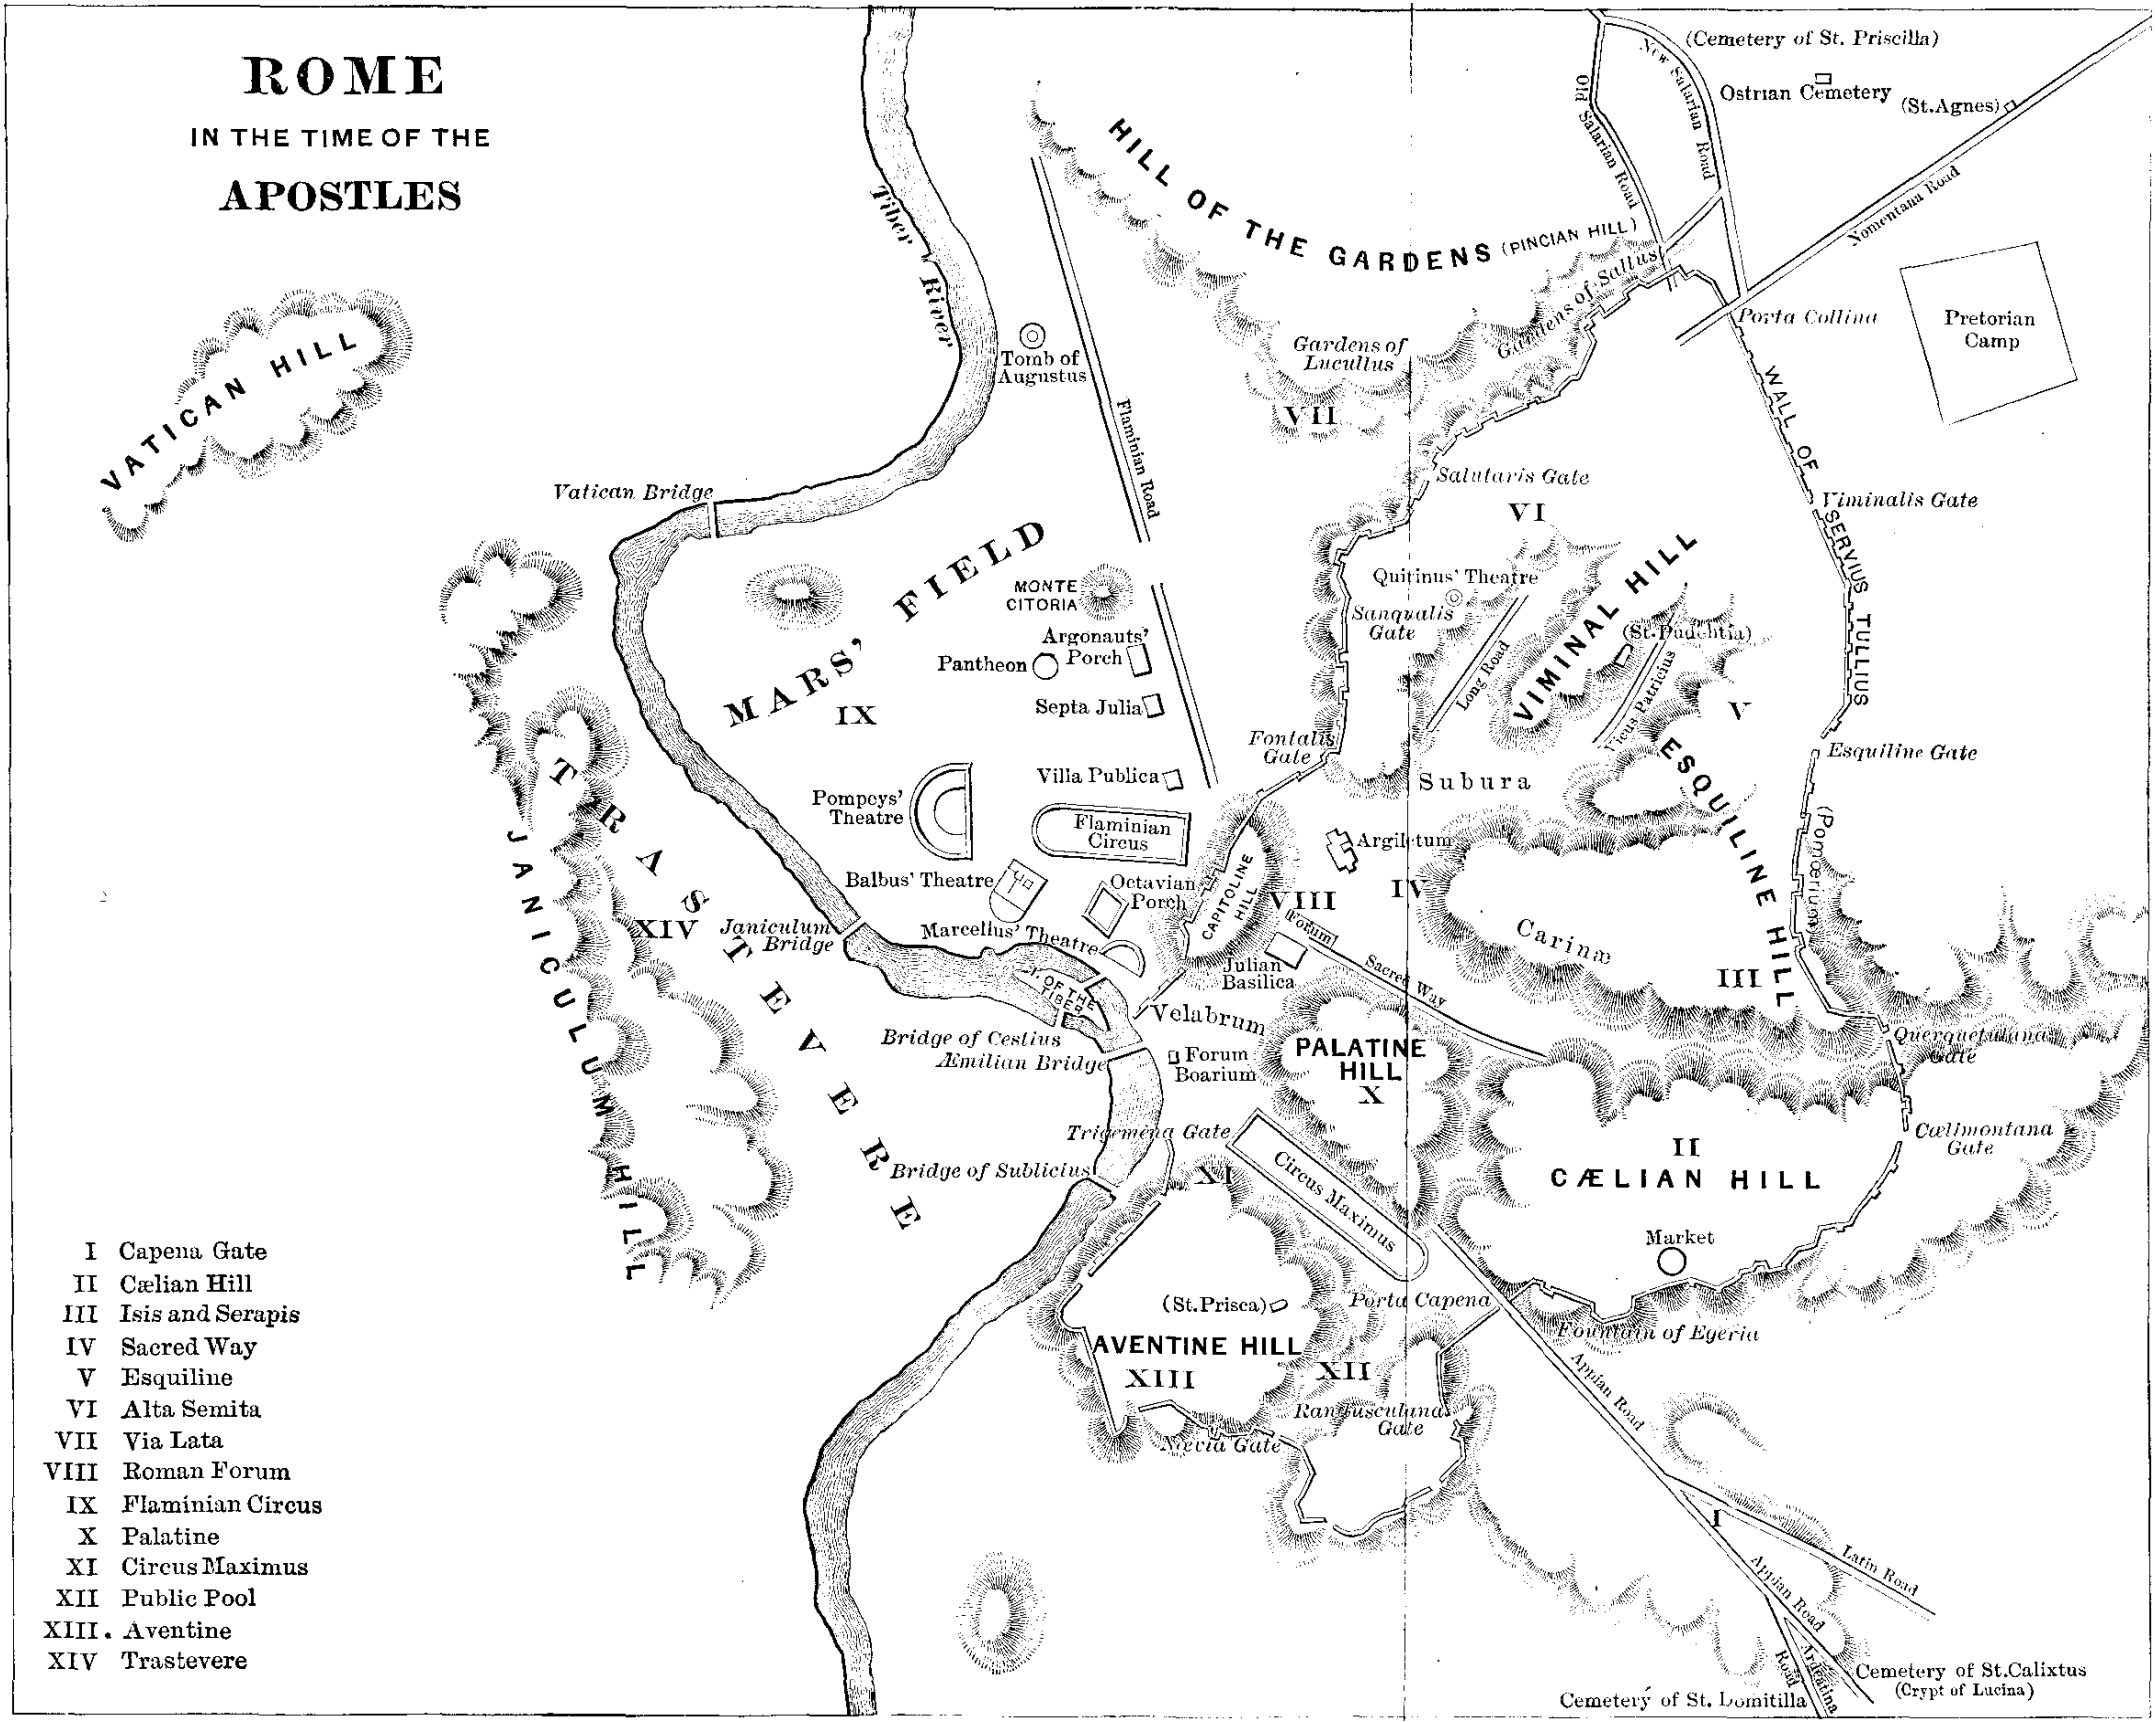 ROME
IN THE TIME OF THE
APOSTLES
(Cemetery of St. Priscilla)
Ostrian Cemetery
(St.Agnes)
New Salarian Road
Old Salarian Road
Nomentana Road
HILL OF THE GARDENS (PINCIAN HILL)
Gardens of Sallus
Tiber River
Porta Collina
Pretorian
Camp
Tomb of
Augustus
Gardens of
Lucullus
VII
Flaminian Road
VATICAN HILL
WALL OF SERVIUS TULLIUS
Salutaris Gate
Viminalis Gate
VI
Vatican Bridge
MARS' FIELD
IX
MONTE
CITORIA
Quirinus' Theatre
Sanqualis
Gate
VIMINAL HILL
(St. Pudentia)
Long Road
Vicus Patricius
V
Argonauts'
Porch
Pantheon
Septa Julia
Fontalis
Gate
Villa Publica
Subura
ESQUILINE HILL
Esquiline Gate
(Pomœrium)
Pompeys'
Theatre
Flaminian
Circus
Argiletum
CAPITOLINE
HILL
VIII
IV
Balbus' Theatre
Octavian
Porch
Marcellus' Theatre
Forum
Julian
Basilica
Sacred Way
Carinæ
III
TRASTEVERE
XIV
JANICULUM HILL
Janiculum
Bridge
I. OF THE
TIBER
Velabrum
Bridge of Cestius
Æmilian Bridge
Forum
Boarium
PALATINE
HILL
X
Querquetulana
Gate
Trigemena Gate
Bridge of Sublicius
XI
Circus Maximus
II
CÆLIAN HILL
Cælimontana
Gate
Market
(St.Prisca)
Porta Capena
Fountain of Egeria
AVENTINE HILL
XIII
XII
Gate
Nævia Gate
Appian Road
I
Latin Road
Appian Road
Ardeatina
Road
Cemetery of St.Calixtus
(Crypt of Lucina)
Cemetery of St. Domitilla
I Capena Gate
II Cælian Hill
III Isis and Serapis
IV Sacred Way
V Esquiline
VI Alta Semita
VII Via Lata
VIII Roman Forum
IX Flaminian Circus
X Palatine
XI Circus Maximus
XII Public Pool
XIII. Aventine
XIV Trastevere